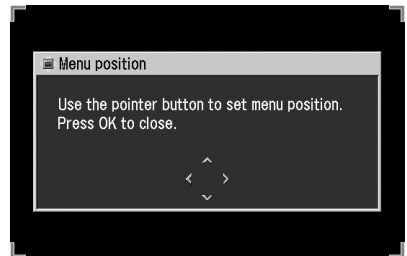 Menu position
Use the pointer button to set menu position.
Press OK to close.